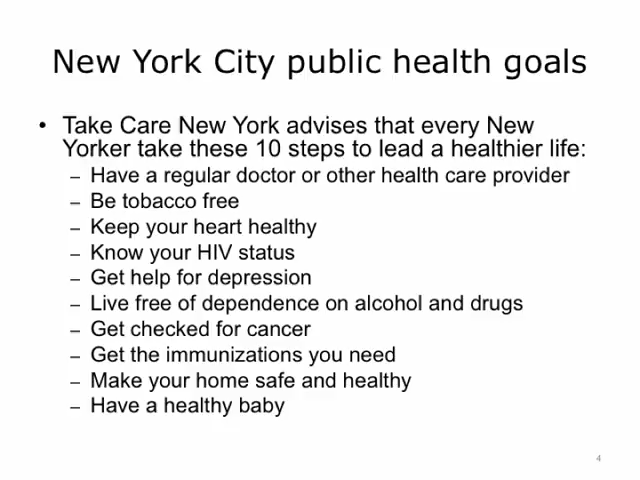 New York City public health goals
• Take Care New York advises that every New
Yorker take these 10 steps to lead a healthier life:
– Have a regular doctor or other health care provider
– Be tobacco free
– Keep your heart healthy
– Know your HIV status
– Get help for depression
– Live free of dependence on alcohol and drugs
– Get checked for cancer
– Get the immunizations you need
– Make your home safe and healthy
– Have a healthy baby
4